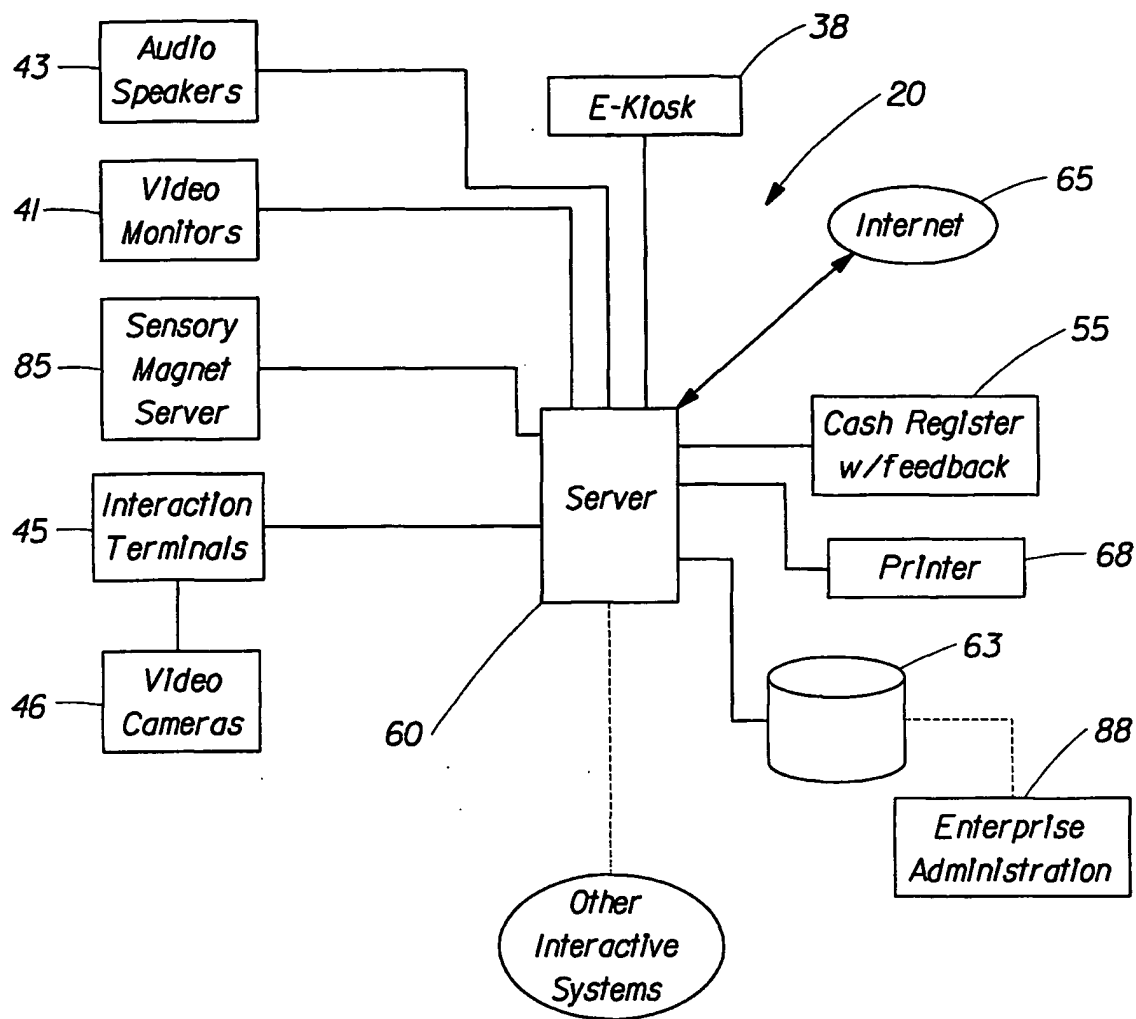 38
43
Audio
Speakers
E-Kiosk
20
65
41
Video
Monitors
Internet
55
85
Sensory
Magnet
Server
Cash Register
w/feedback
45
Interaction
Terminals
Server
Printer
68
63
46
Video
Cameras
60
88
Enterprise
Administration
Other
Interactive
Systems